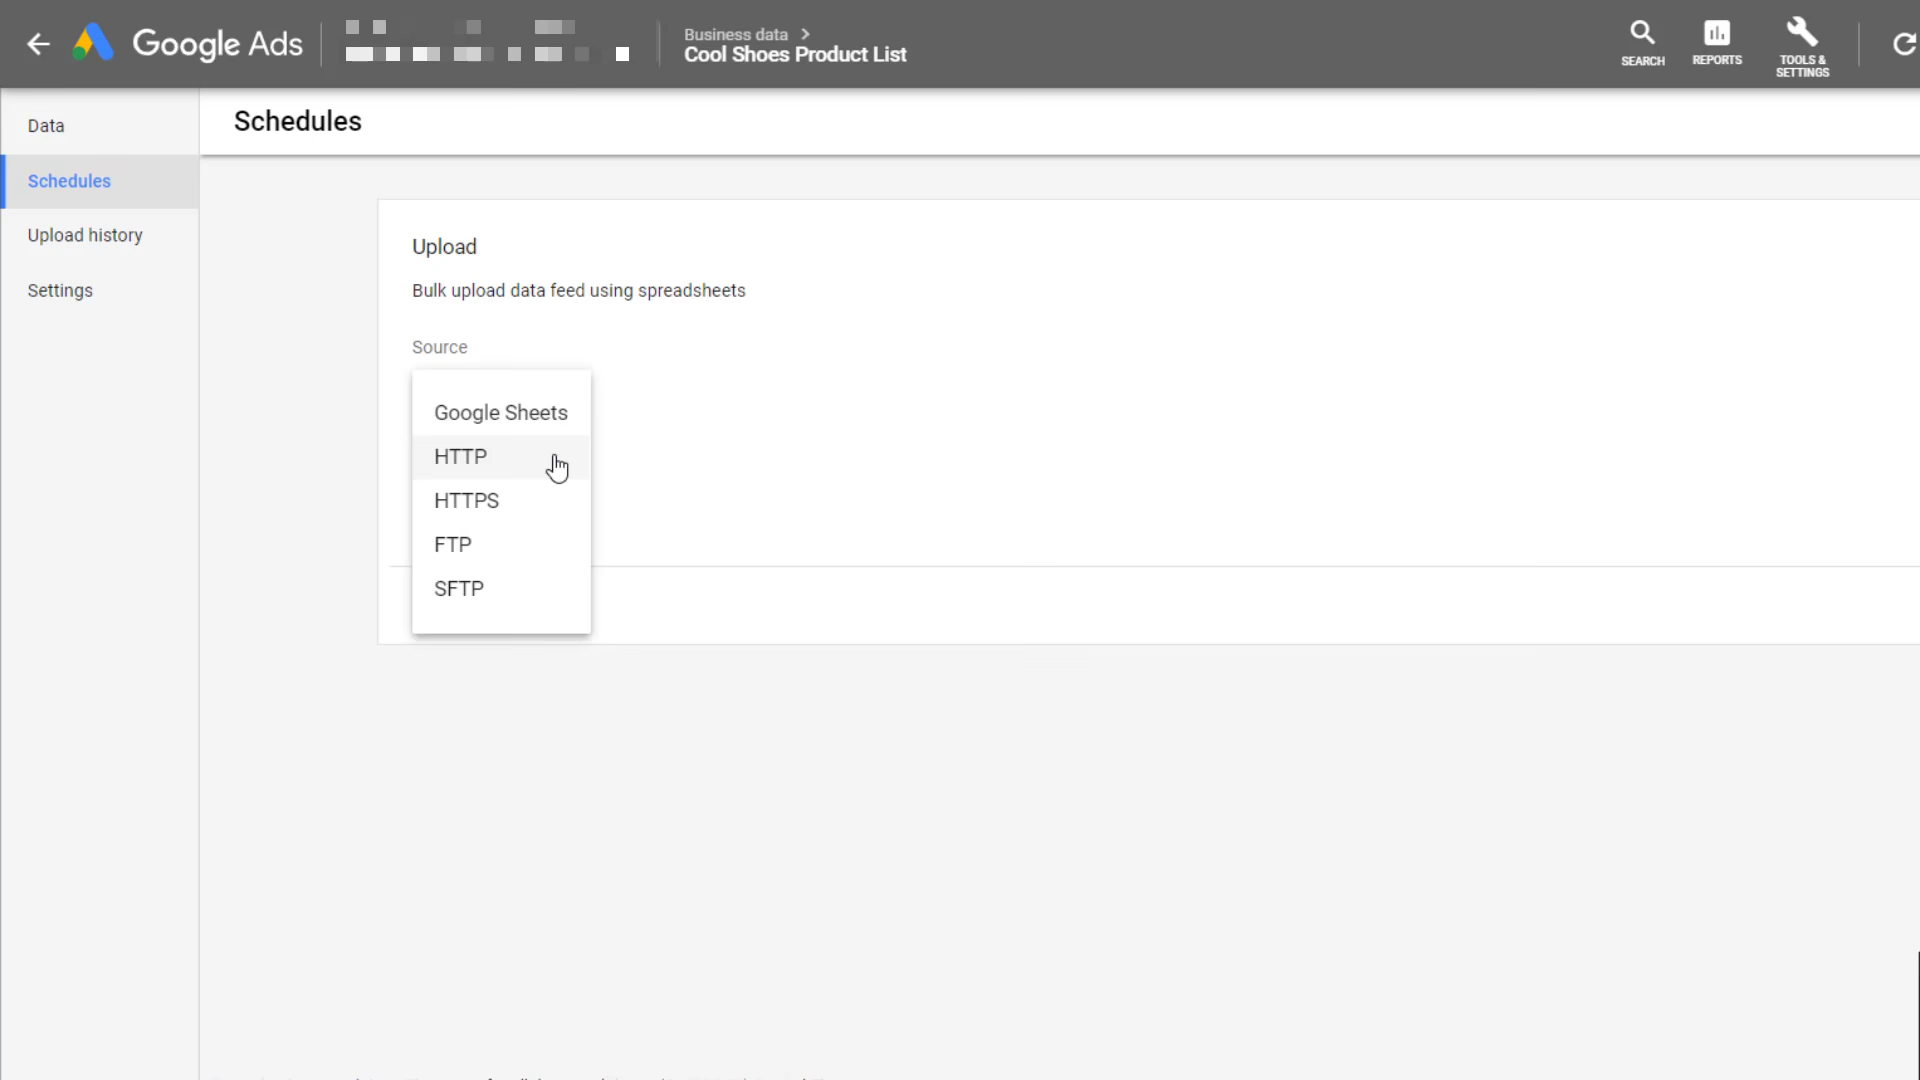 Google Ads
Business data
Cool Shoes Product List
SEARCH
REPORTS
TOOLS &
SETTINGS
Data
Schedules
Upload history
Settings
Schedules
Upload
Bulk upload data feed using spreadsheets
Source
Google Sheets
HTTP
HTTPS
FTP
SFTP